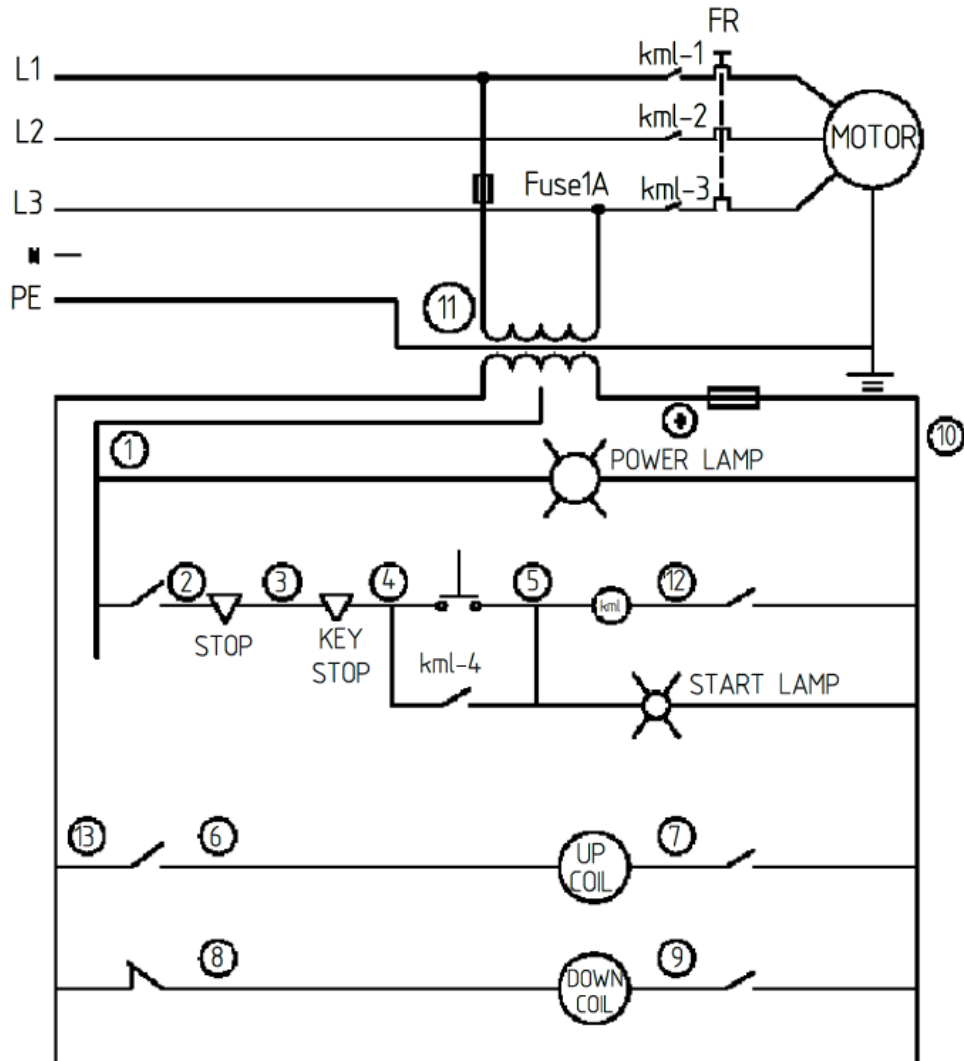 FR
kml-1
L1
kml-2
L2
MOTOR
Fuse1A
kml-3
L3
N
PE
11
1
10
POWER LAMP
2
3
4
5
12
kml
STOP
KEY
STOP
kml-4
START LAMP
13
6
7
UP
COIL
8
9
DOWN
COIL